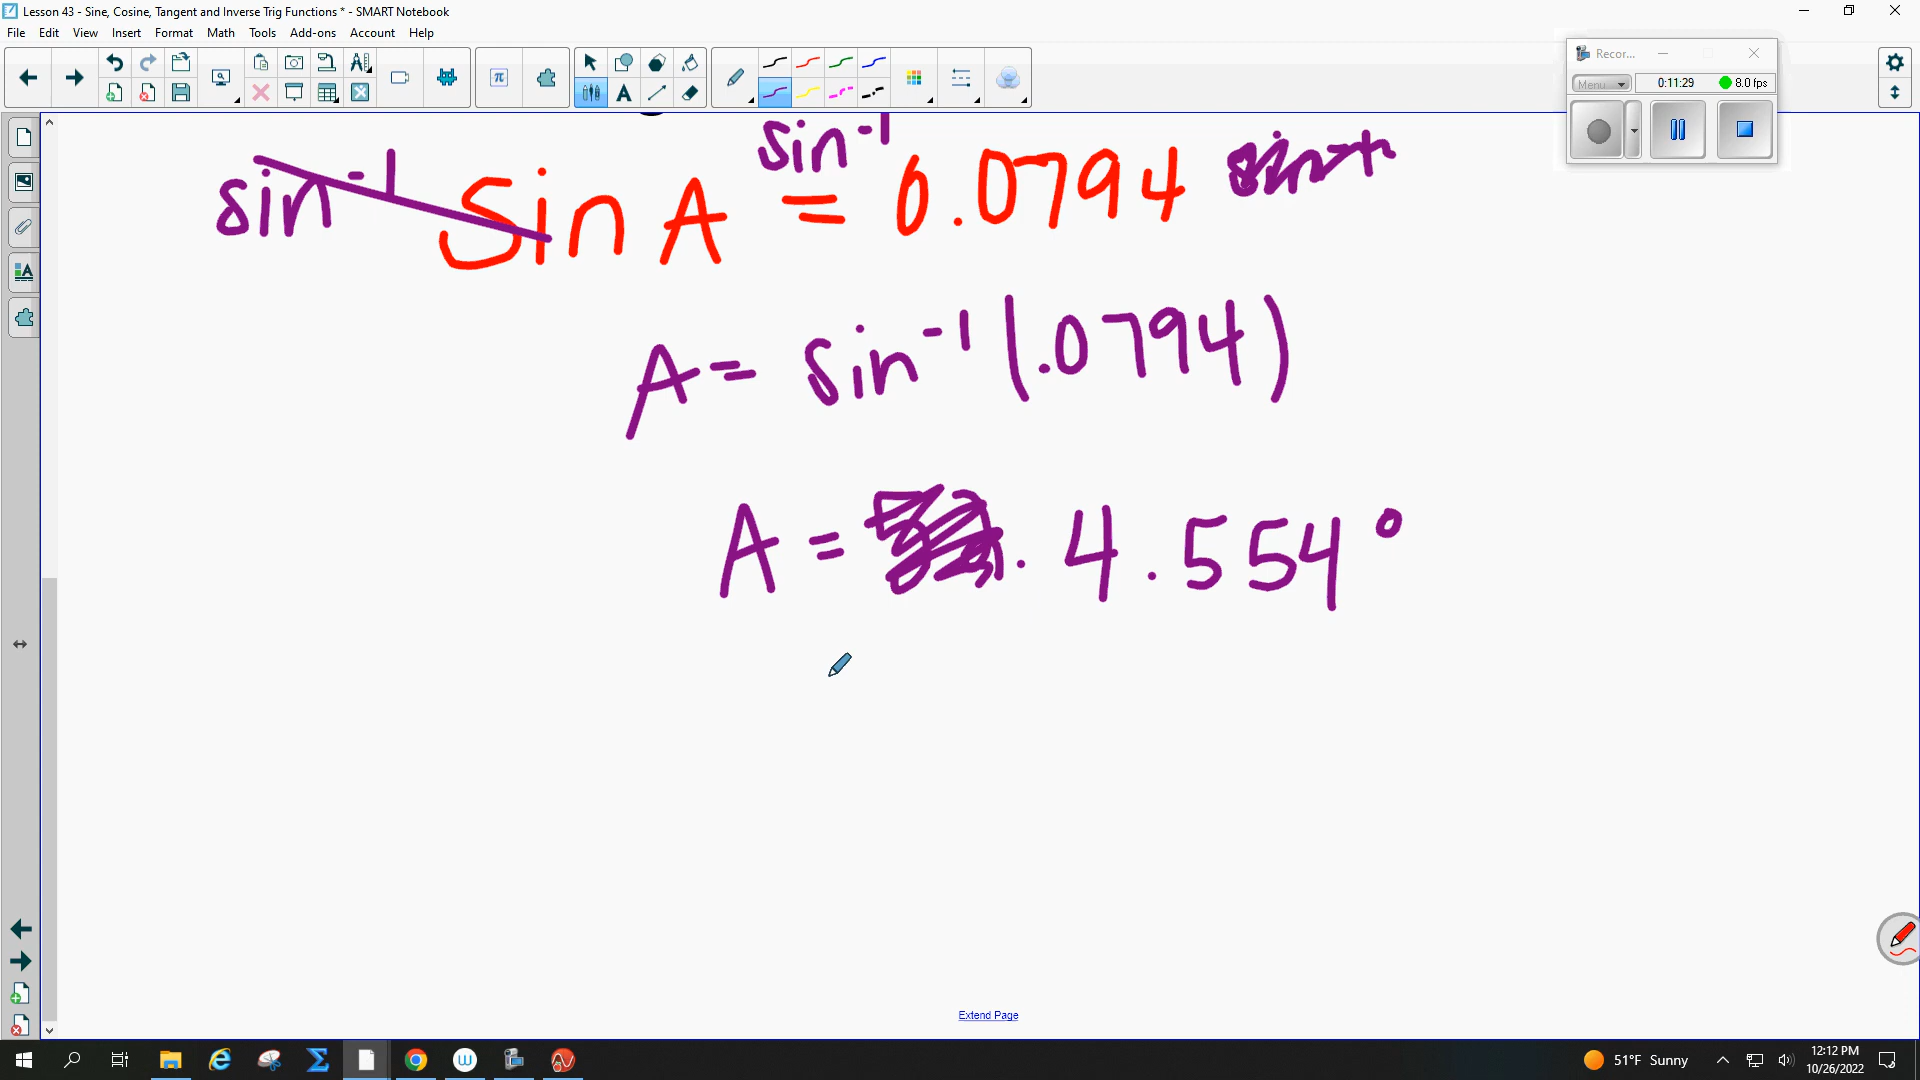 Lesson 43 - Sine, Cosine, Tangent and Inverse Trig Functions * - SMART Notebook
File Edit View Insert Format Math Tools Add-ons Account Help
Recor...
Menu 0:11:29 8.0 fps
sin⁻¹ Sin A sin⁻¹ = 0.0794
A = sin⁻¹(.0794)
A = . 4.554°
Extend Page
51°F Sunny
12:12 PM
10/26/2022